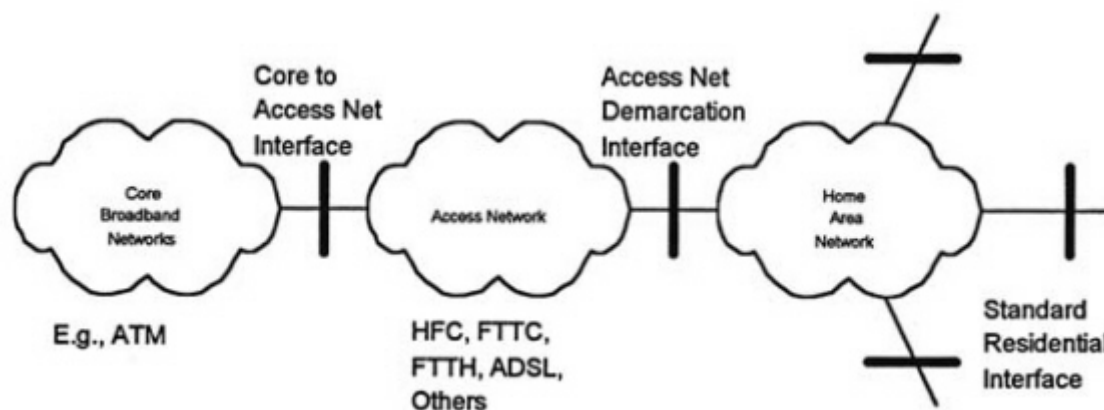 Core to
Access Net
Interface
Access Net
Demarcation
Interface
Core
Broadband
Networks
Access Network
Home
Area
Network
E.g., ATM
HFC, FTTC,
FTTH, ADSL,
Others
Standard
Residential
Interface